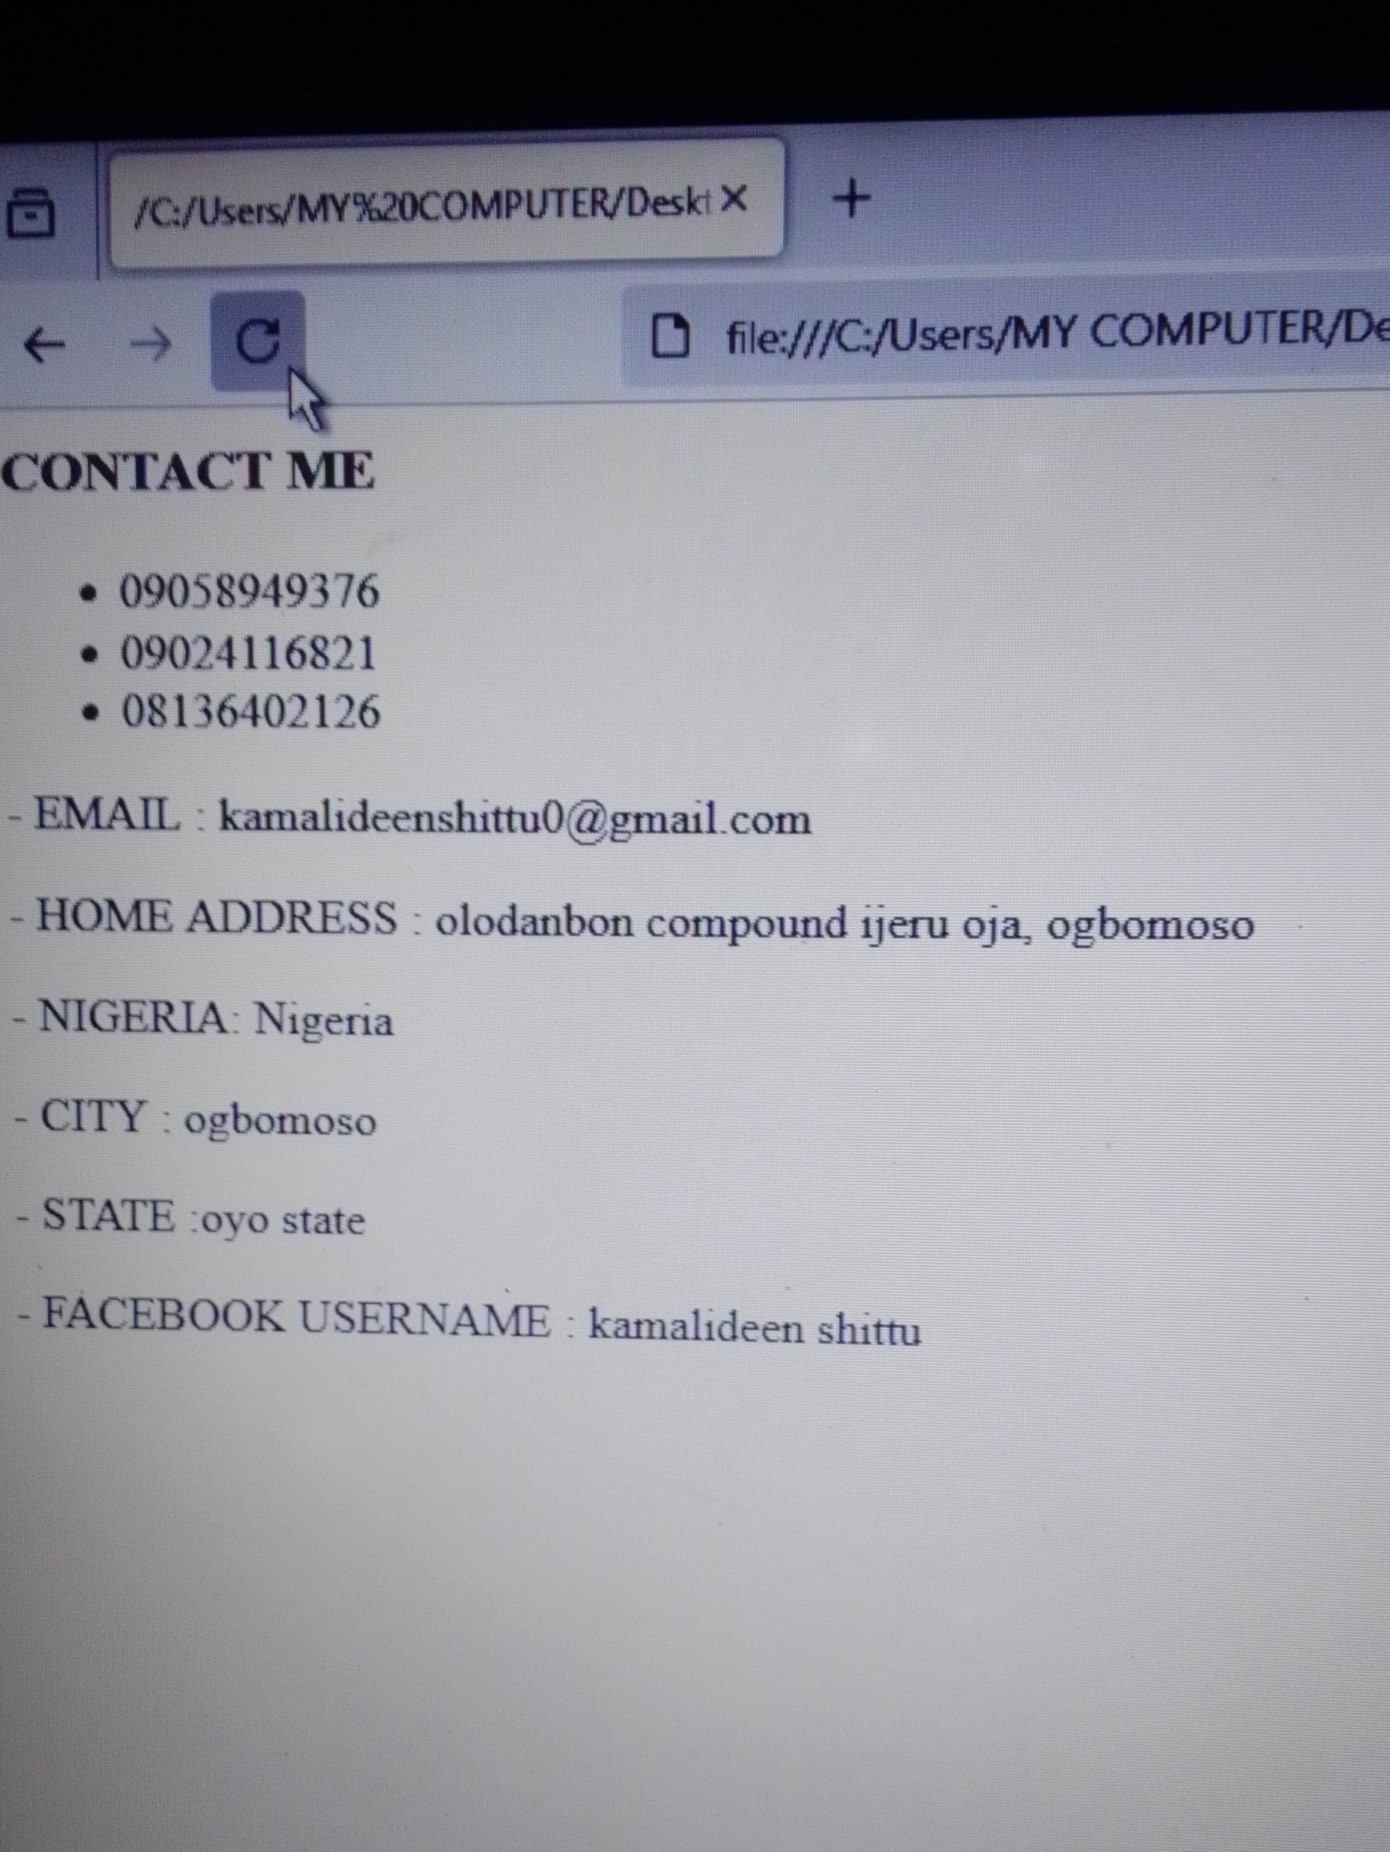 /C:/Users/MY%20COMPUTER/Deskt
file:///C:/Users/MY COMPUTER/De
CONTACT ME
• 09058949376
• 09024116821
• 08136402126
- EMAIL : kamalideenshittu0@gmail.com
- HOME ADDRESS : olodanbon compound ijeru oja, ogbomoso
- NIGERIA: Nigeria
- CITY : ogbomoso
- STATE :oyo state
- FACEBOOK USERNAME : kamalideen shittu